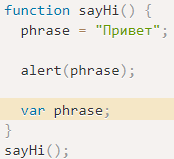 function sayHi() {
  phrase = "Привет";
  alert(phrase);
  var phrase;
}
sayHi();